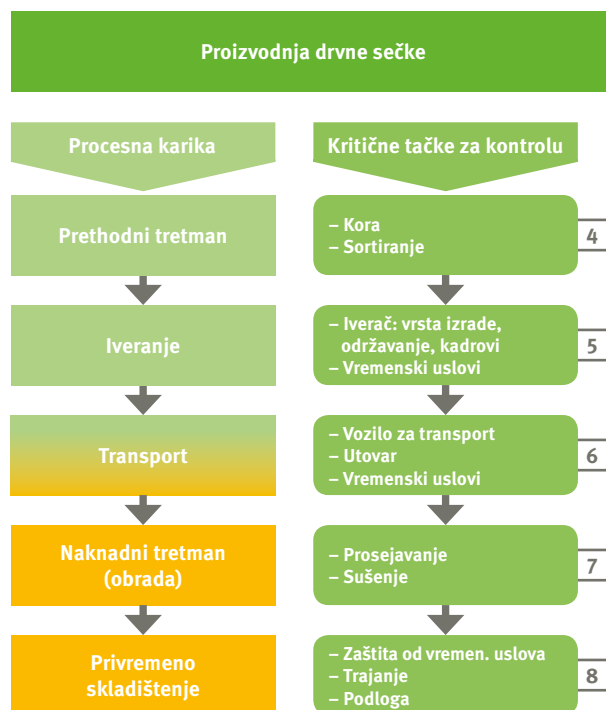 Proizvodnja drvne sečke
Procesna karika
Kritične tačke za kontrolu
Prethodni tretman
– Kora
– Sortiranje
4
Iveranje
– Iverač: vrsta izrade,
održavanje, kadrovi
– Vremenski uslovi
5
Transport
– Vozilo za transport
– Utovar
– Vremenski uslovi
6
Naknadni tretman
(obrada)
– Prosejavanje
– Sušenje
7
Privremeno
skladištenje
– Zaštita od vremen. uslova
– Trajanje
– Podloga
8